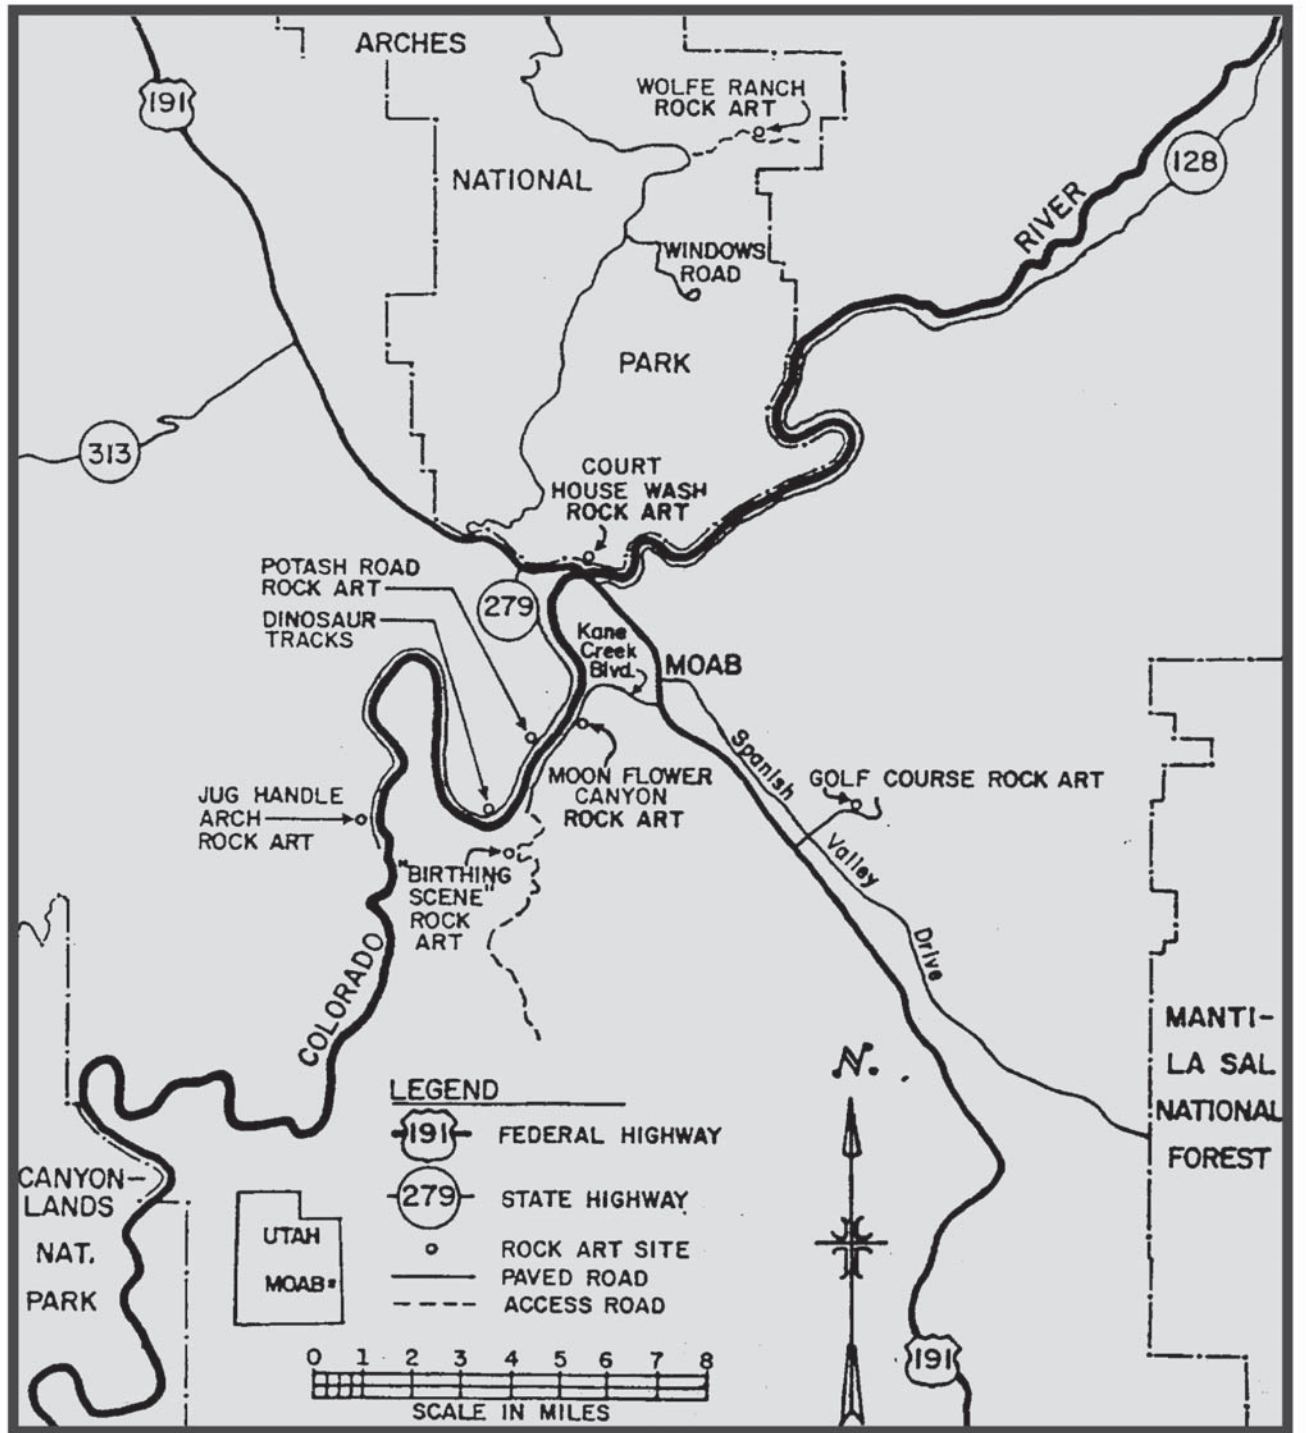 ARCHES
WOLFE RANCH
ROCK ART
191
128
NATIONAL
RIVER
WINDOWS
ROAD
PARK
313
COURT
HOUSE WASH
ROCK ART
POTASH ROAD
ROCK ART
279
DINOSAUR
TRACKS
Kane
Creek
Blvd.
MOAB
Spanish
Valley
Drive
MOON FLOWER
CANYON
ROCK ART
GOLF COURSE ROCK ART
JUG HANDLE
ARCH
ROCK ART
"BIRTHING
SCENE"
ROCK
ART
COLORADO
MANTI-
LA SAL
NATIONAL
FOREST
N.
LEGEND
191 FEDERAL HIGHWAY
279 STATE HIGHWAY
ROCK ART SITE
PAVED ROAD
ACCESS ROAD
CANYON-
LANDS
NAT.
PARK
UTAH
MOAB
191
0 1 2 3 4 5 6 7 8
SCALE IN MILES